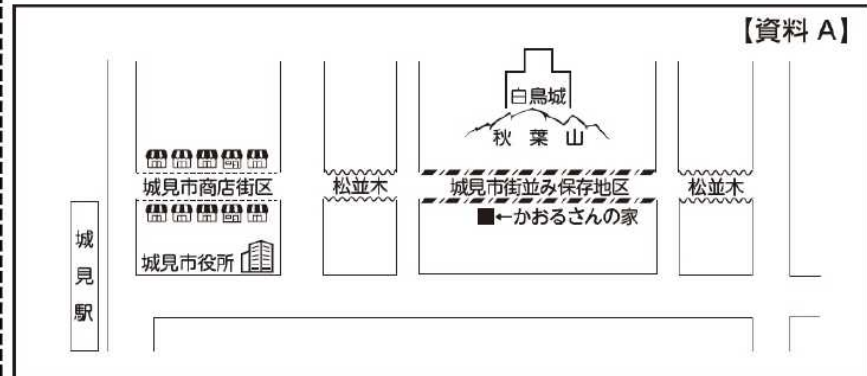 【資料 A】
白鳥城
秋葉山
城見市商店街区
松並木
城見市街並み保存地区
松並木
■←かおるさんの家
城見市役所
城見駅